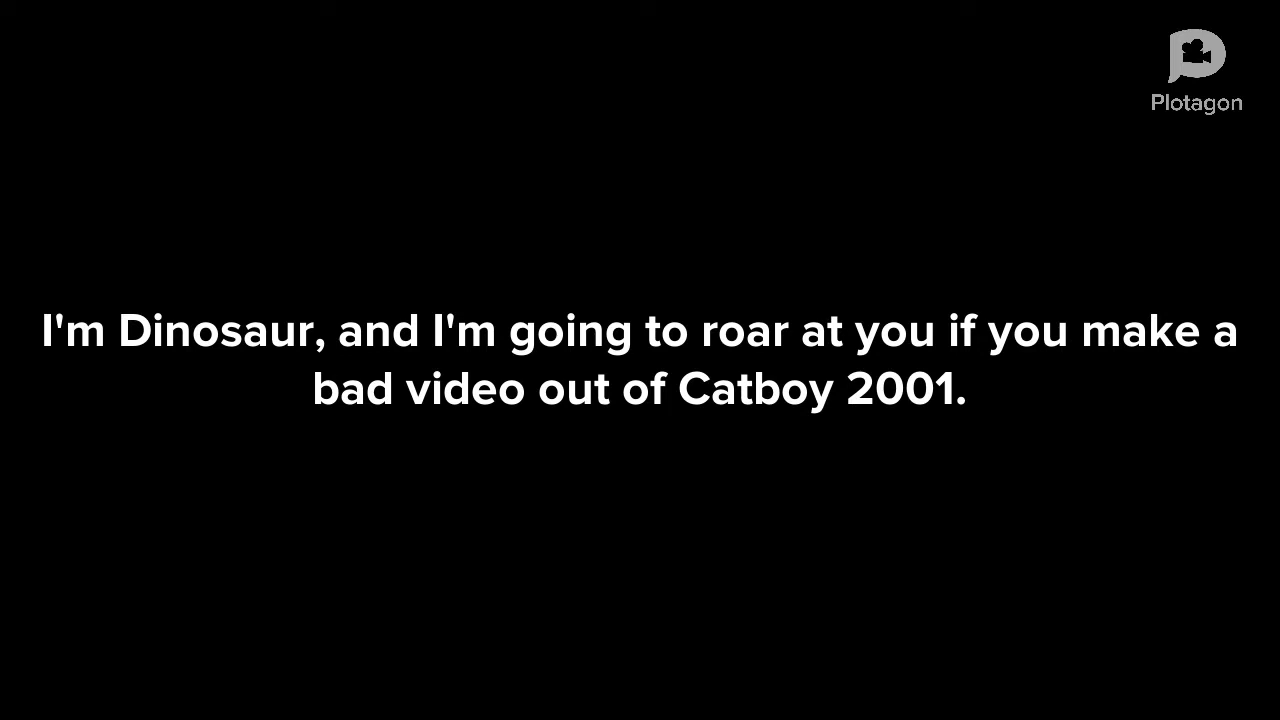 Plotagon
I'm Dinosaur, and I'm going to roar at you if you make a
bad video out of Catboy 2001.